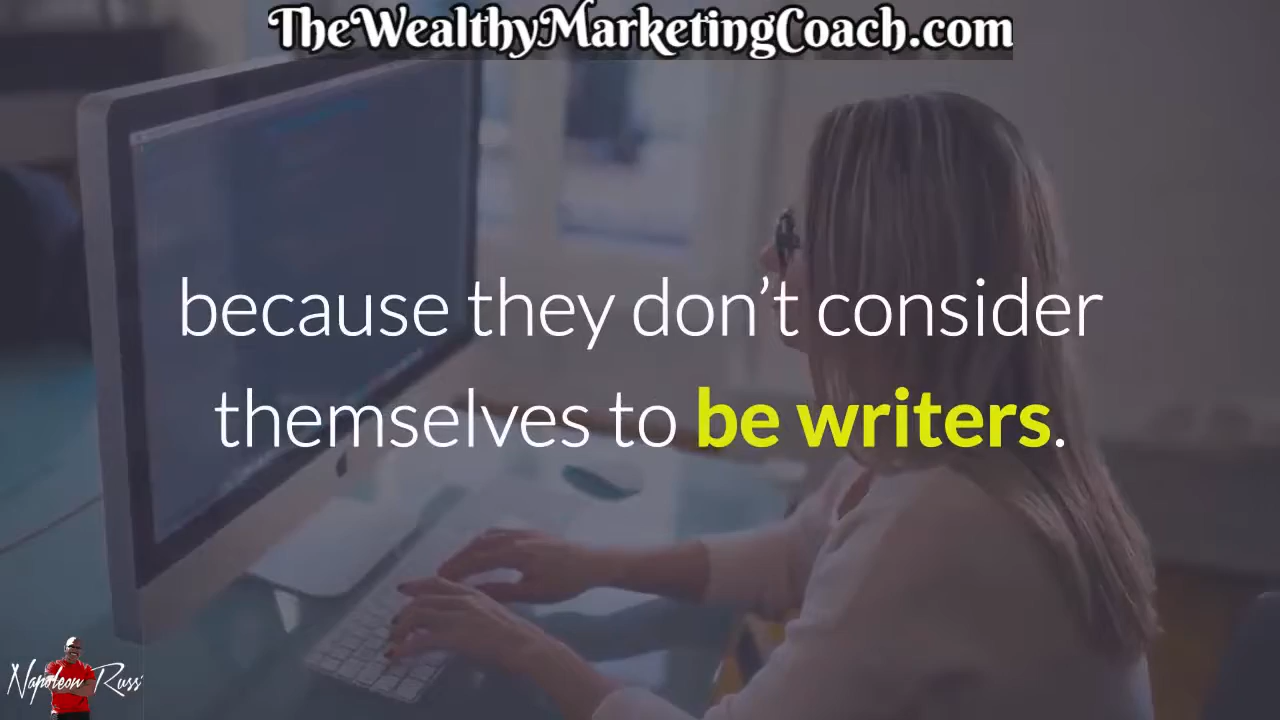 TheWealthyMarketingCoach.com
because they don’t consider
themselves to be writers.
Napoleon Russ